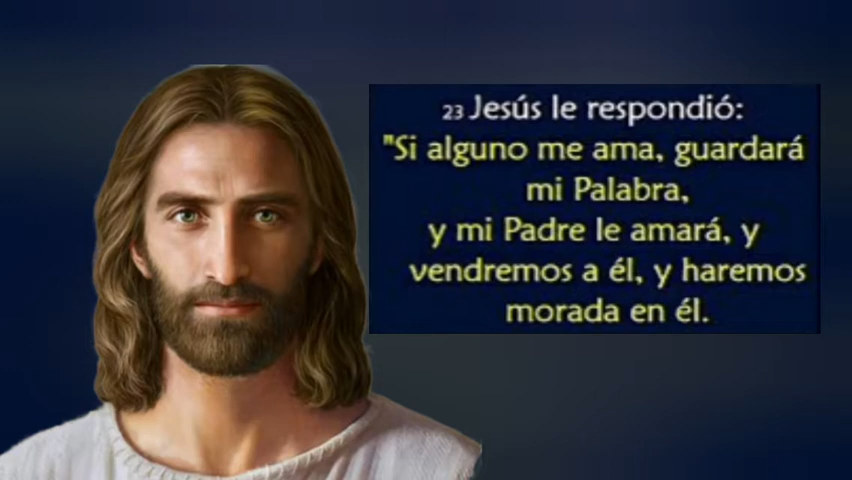 23 Jesús le respondió:
"Si alguno me ama, guardará
mi Palabra,
y mi Padre le amará, y
vendremos a él, y haremos
morada en él.